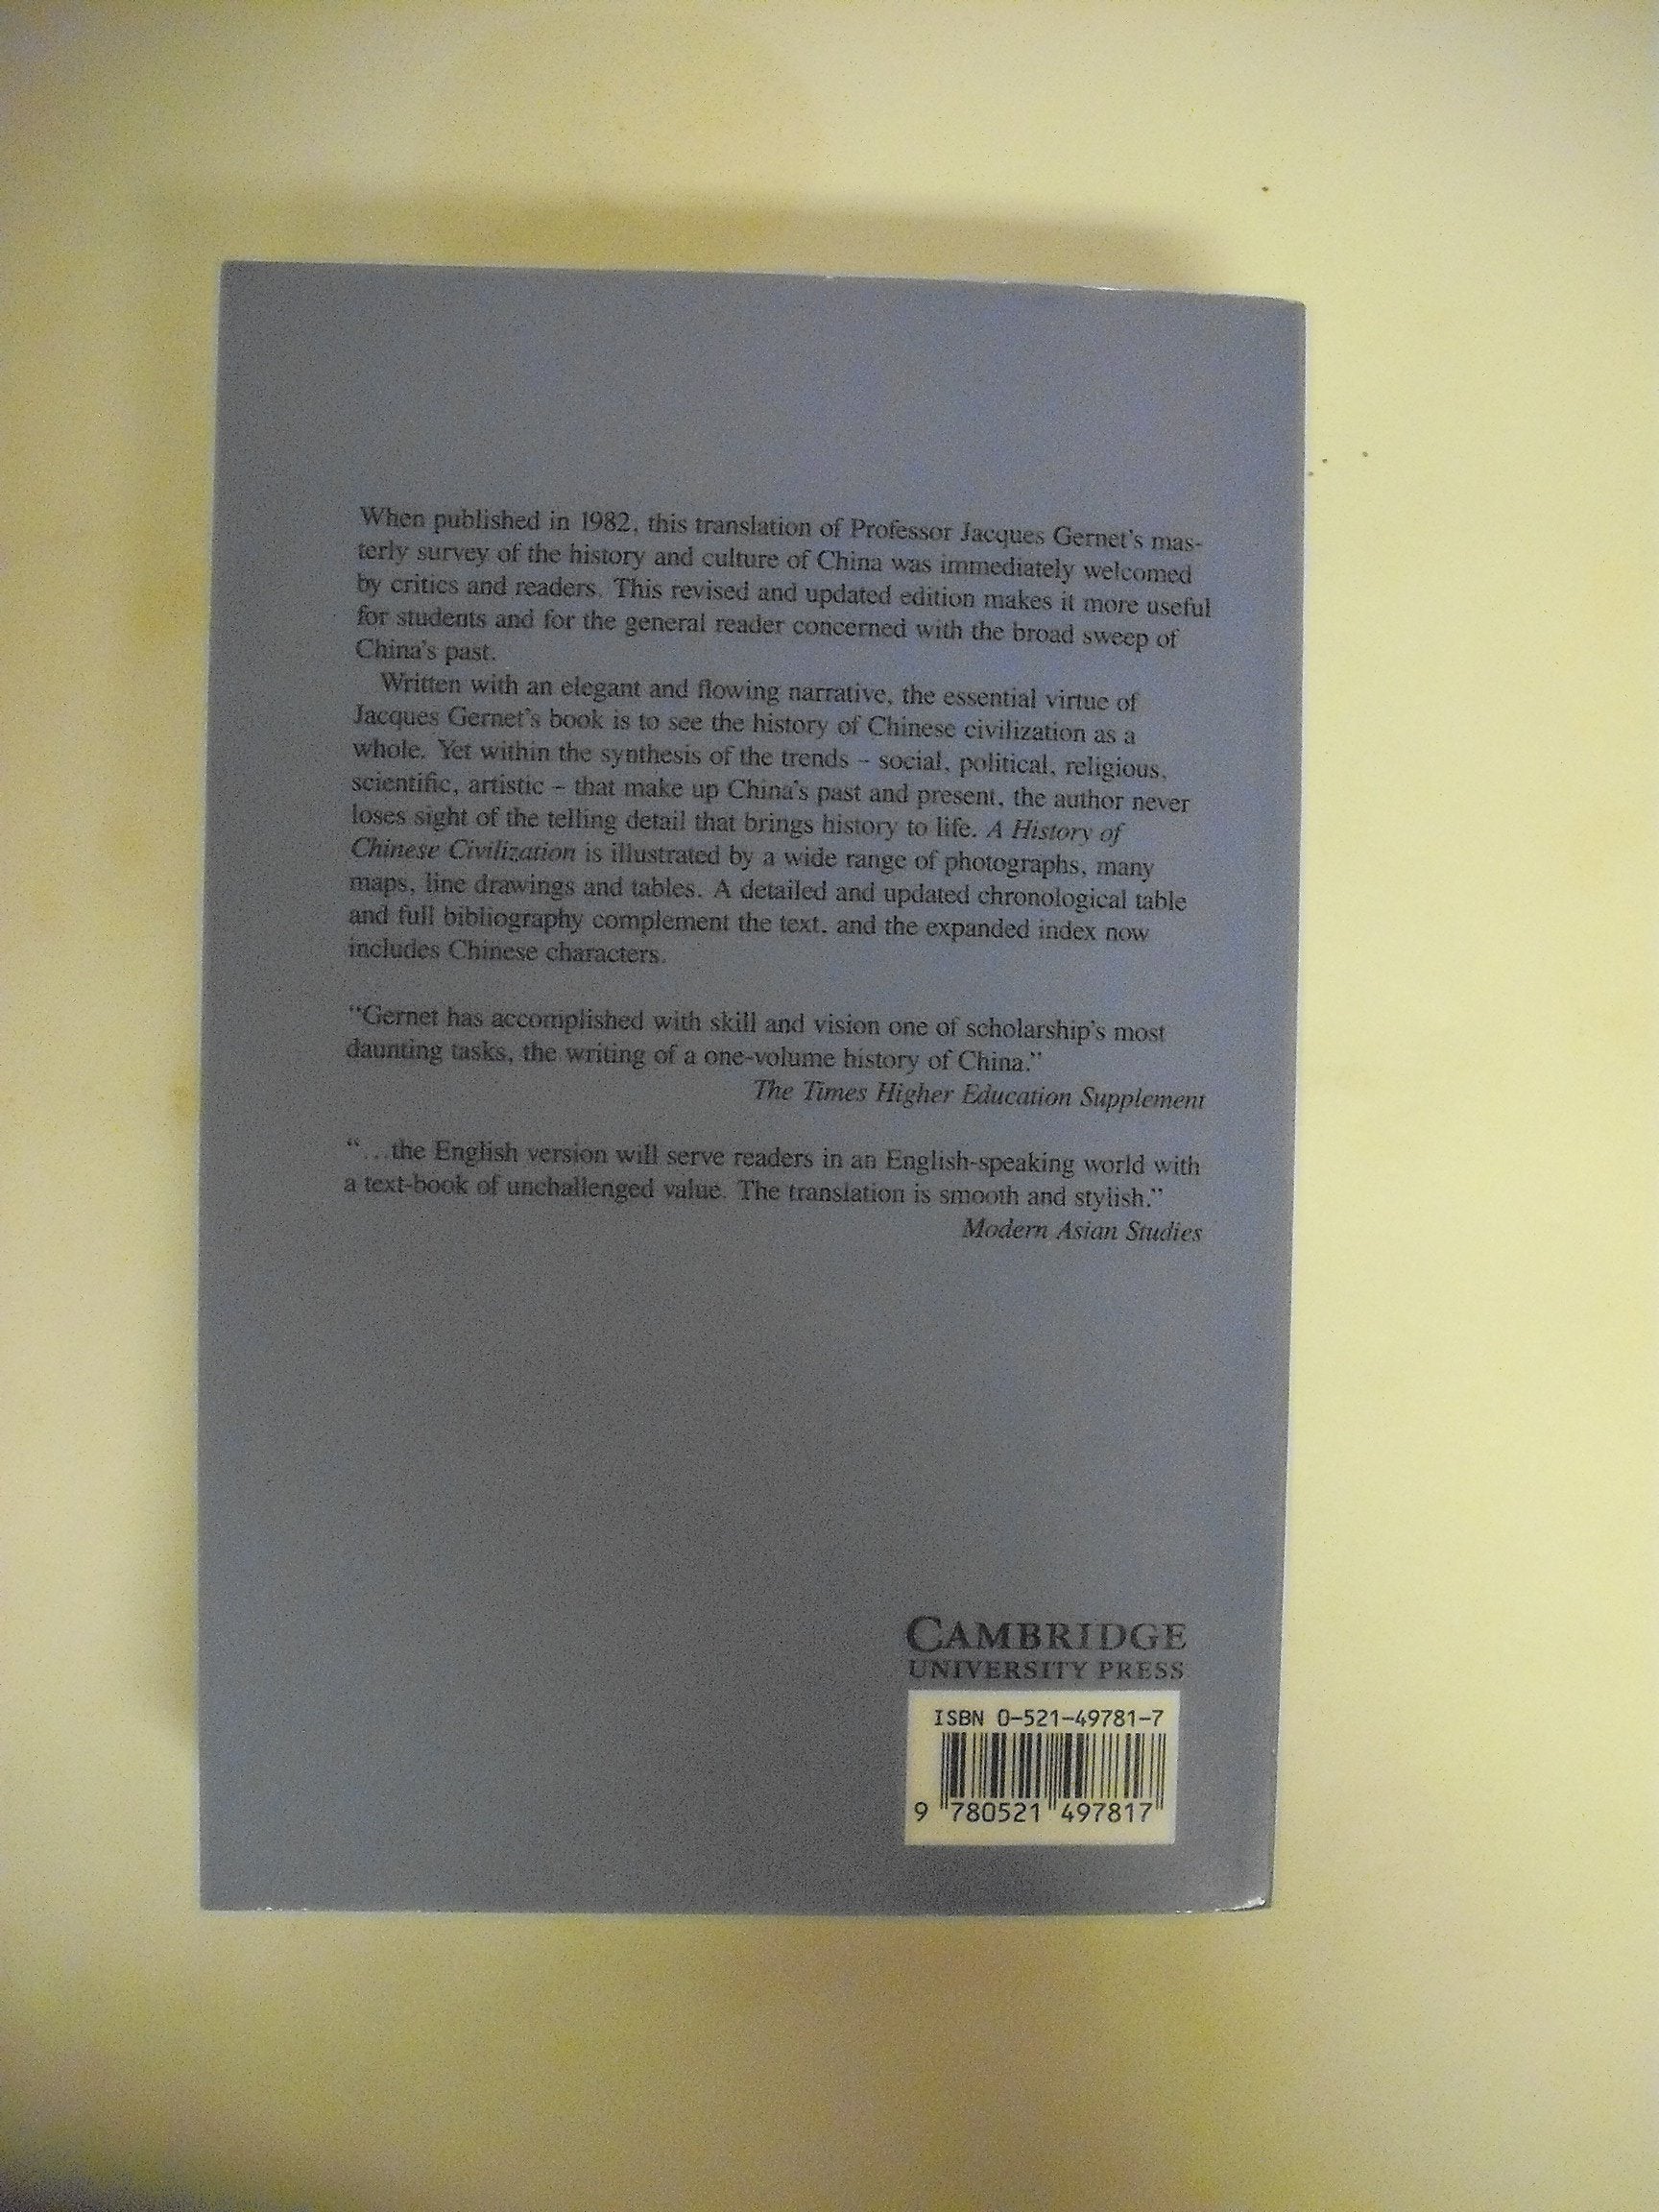 When published in 1982, this translation of Professor Jacques Gernet's mas-
terly survey of the history and culture of China was immediately welcomed
by critics and readers. This revised and updated edition makes it more useful
for students and for the general reader concerned with the broad sweep of
China's past.
Written with an elegant and flowing narrative, the essential virtue of
Jacques Gernet's book is to see the history of Chinese civilization as a
whole. Yet within the synthesis of the trends – social, political, religious,
scientific, artistic – that make up China's past and present, the author never
loses sight of the telling detail that brings history to life. A History of
Chinese Civilization is illustrated by a wide range of photographs, many
maps, line drawings and tables. A detailed and updated chronological table
and full bibliography complement the text, and the expanded index now
includes Chinese characters.
“Gernet has accomplished with skill and vision one of scholarship's most
daunting tasks, the writing of a one-volume history of China.”
The Times Higher Education Supplement
“…the English version will serve readers in an English-speaking world with
a text-book of unchallenged value. The translation is smooth and stylish.”
Modern Asian Studies
CAMBRIDGE
UNIVERSITY PRESS
ISBN 0-521-49781-7
9 780521 497817